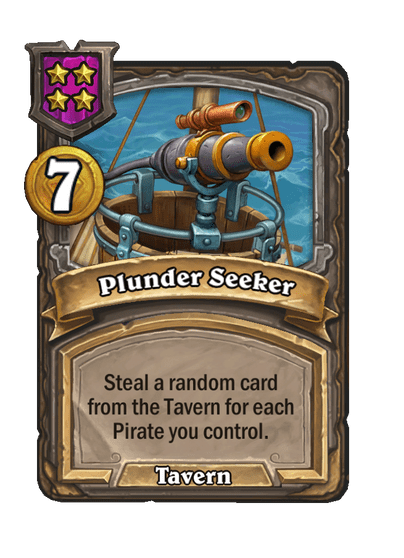 7
Plunder Seeker
Steal a random card
from the Tavern for each
Pirate you control.
Tavern